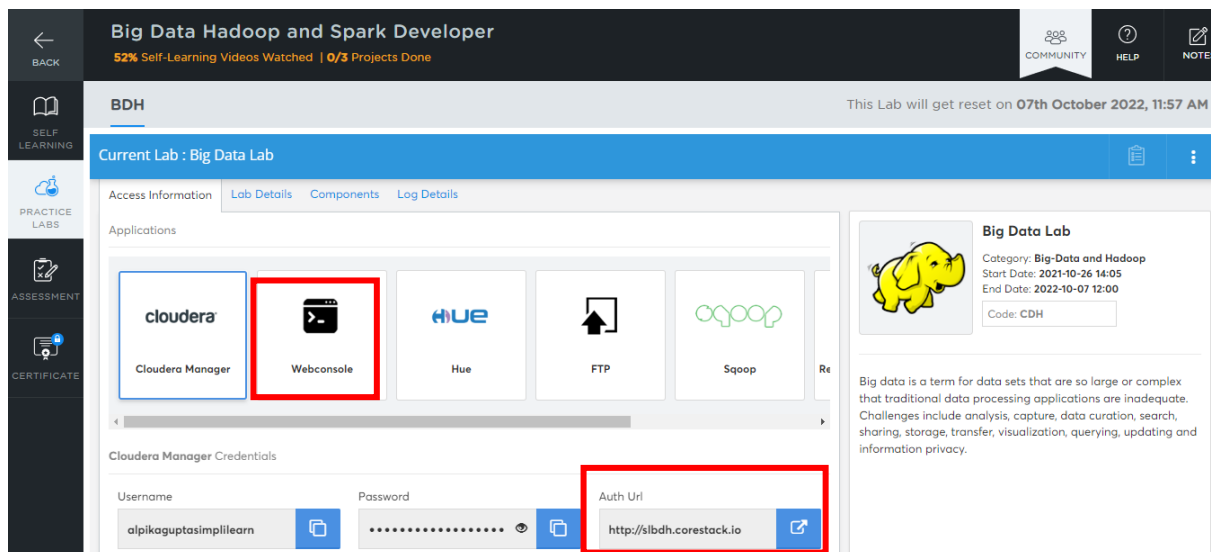 BACK
Big Data Hadoop and Spark Developer
52% Self-Learning Videos Watched | 0/3 Projects Done
COMMUNITY
HELP
NOTE
SELF
LEARNING
PRACTICE
LABS
ASSESSMENT
CERTIFICATE
BDH
This Lab will get reset on 07th October 2022, 11:57 AM
Current Lab : Big Data Lab
Access Information
Lab Details
Components
Log Details
Applications
cloudera
Cloudera Manager
Webconsole
HUE
Hue
FTP
sqoop
Sqoop
Re
Cloudera Manager Credentials
Username
alpikaguptasimplilearn
Password
••••••••••••••••••
Auth Url
http://slbdh.corestack.io
Big Data Lab
Category: Big-Data and Hadoop
Start Date: 2021-10-26 14:05
End Date: 2022-10-07 12:00
Code: CDH
Big data is a term for data sets that are so large or complex
that traditional data processing applications are inadequate.
Challenges include analysis, capture, data curation, search,
sharing, storage, transfer, visualization, querying, updating and
information privacy.